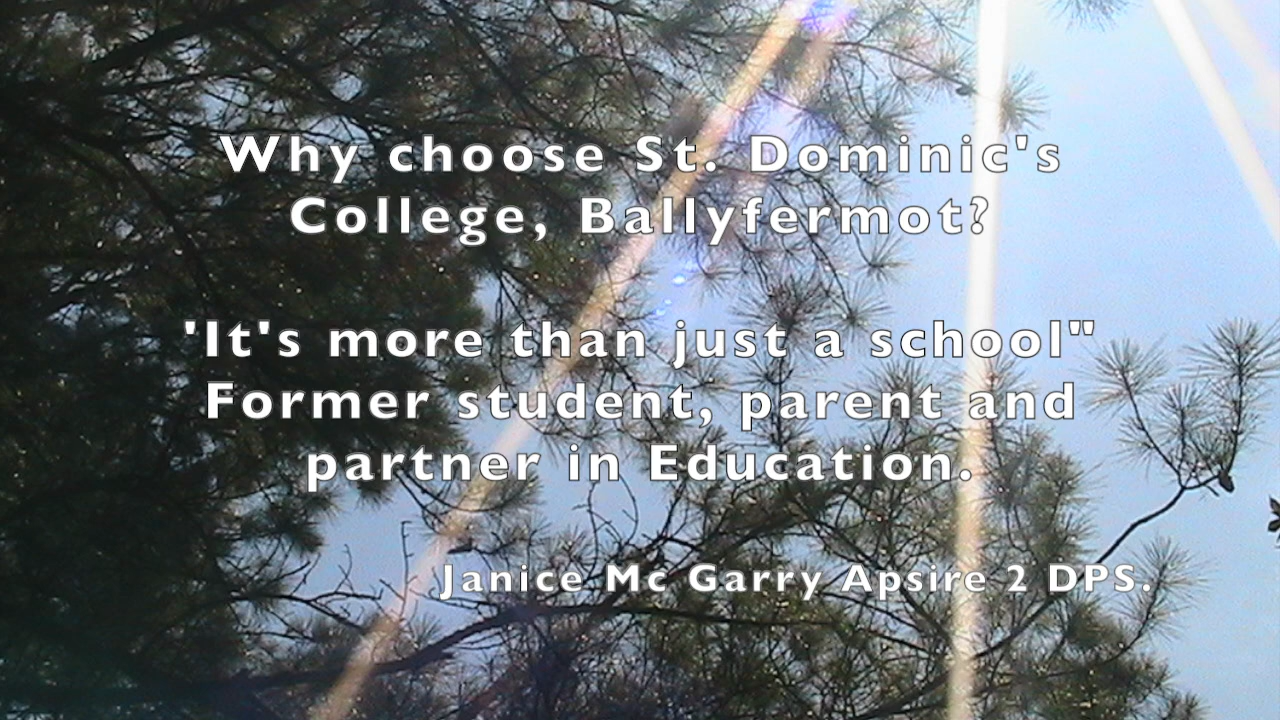 Why choose St. Dominic's
College, Ballyfermot?
'It's more than just a school"
Former student, parent and
partner in Education.
Janice Mc Garry Apsire 2 DPS.